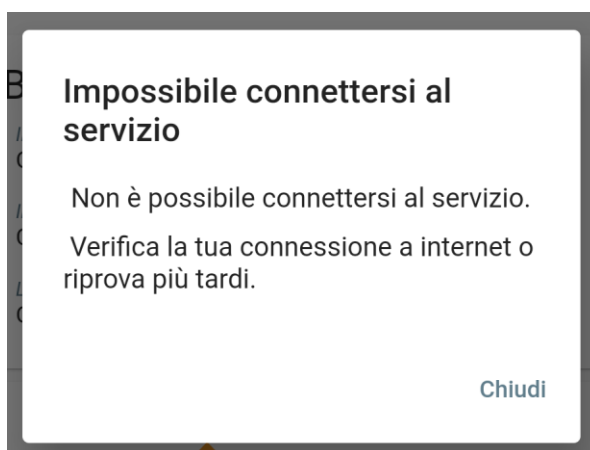 Impossibile connettersi al
servizio
Non è possibile connettersi al servizio.
Verifica la tua connessione a internet o
riprova più tardi.
Chiudi